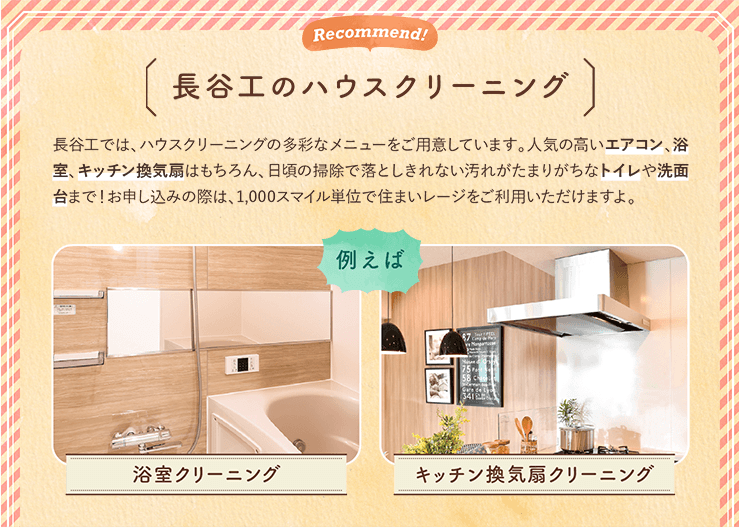 Recommend!
長谷工のハウスクリーニング
長谷工では、ハウスクリーニングの多彩なメニューをご用意しています。人気の高いエアコン、浴
室、キッチン換気扇はもちろん、日頃の掃除で落としきれない汚れがたまりがちなトイレや洗面
台まで！お申し込みの際は、1,000スマイル単位で住まいレージをご利用いただけますよ。
例えば
浴室クリーニング
キッチン換気扇クリーニング